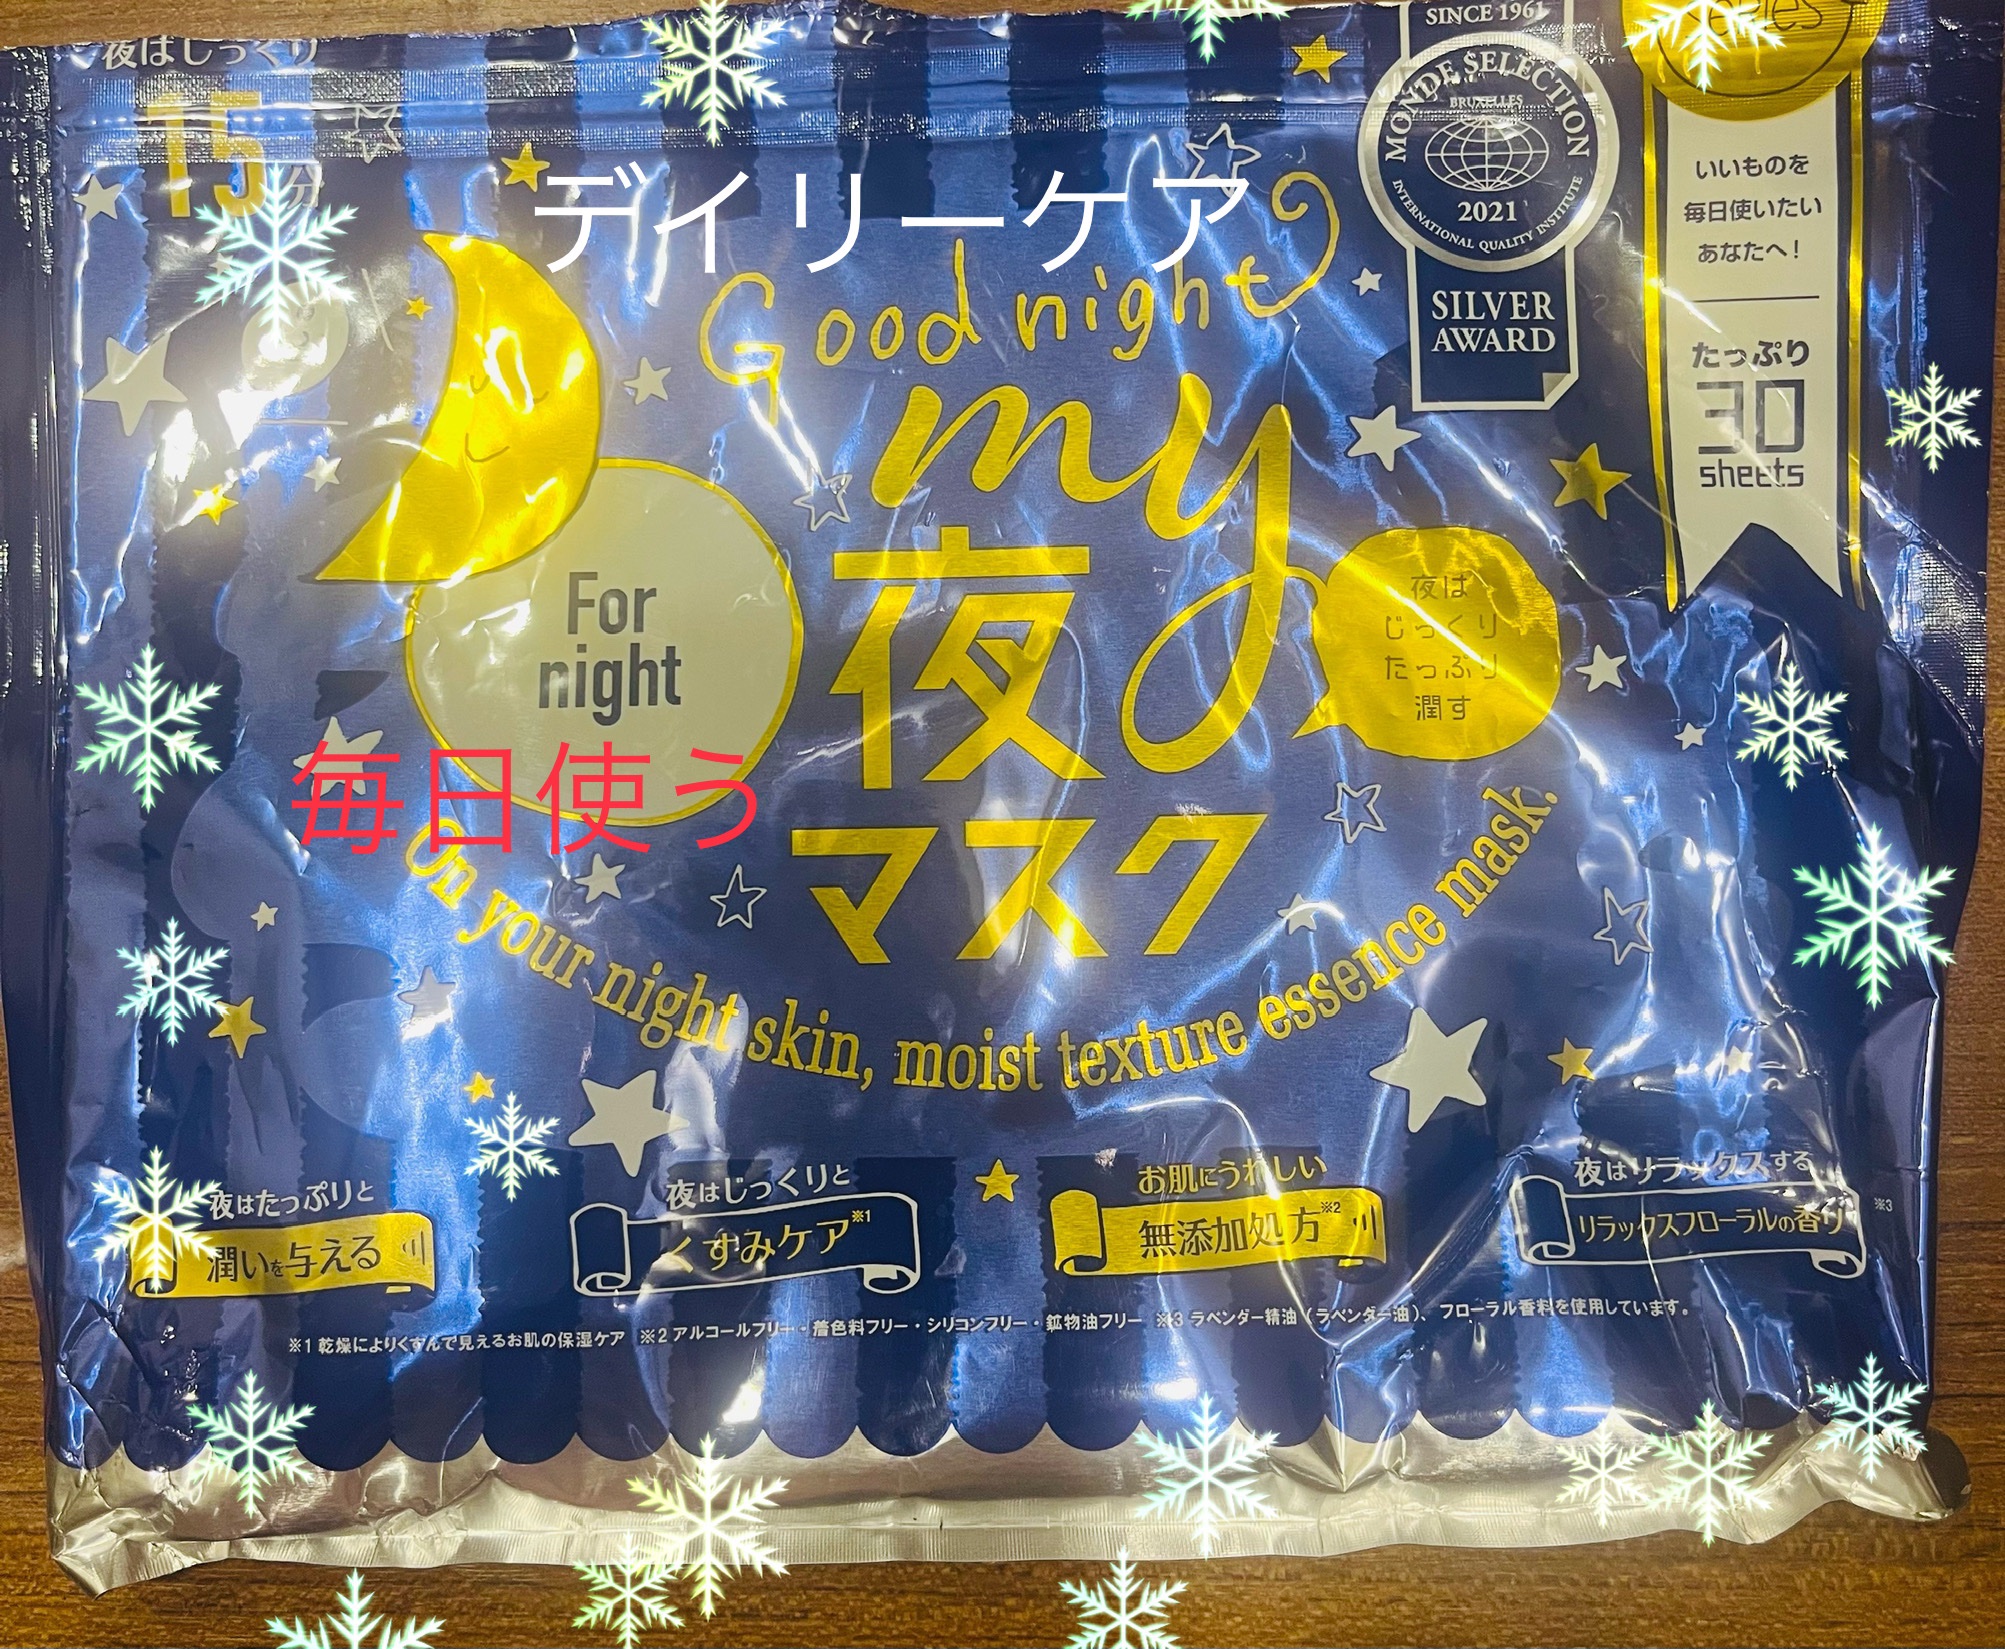 夜はじっくり
15分
デイリーケア
Good night
my
夜
マスク
For
night
毎日使う
夜は
じっくり
たっぷり
潤す
On your night skin, moist texture essence mask.
SINCE 1961
MONDE SELECTION
BRUXELLES
2021
INTERNATIONAL QUALITY INSTITUTE
SILVER
AWARD
いいものを
毎日使いたい
あなたへ!
たっぷり
30
sheets
夜はたっぷりと
潤いを与える
夜はじっくりと
くすみケア※1
お肌にうれしい
無添加処方※2
夜はリラックスする
リラックスフローラルの香り※3
※1 乾燥によりくすんで見えるお肌の保湿ケア ※2 アルコールフリー・着色料フリー・シリコンフリー・鉱物油フリー ※3 ラベンダー精油(ラベンダー油)、フローラル香料を使用しています。